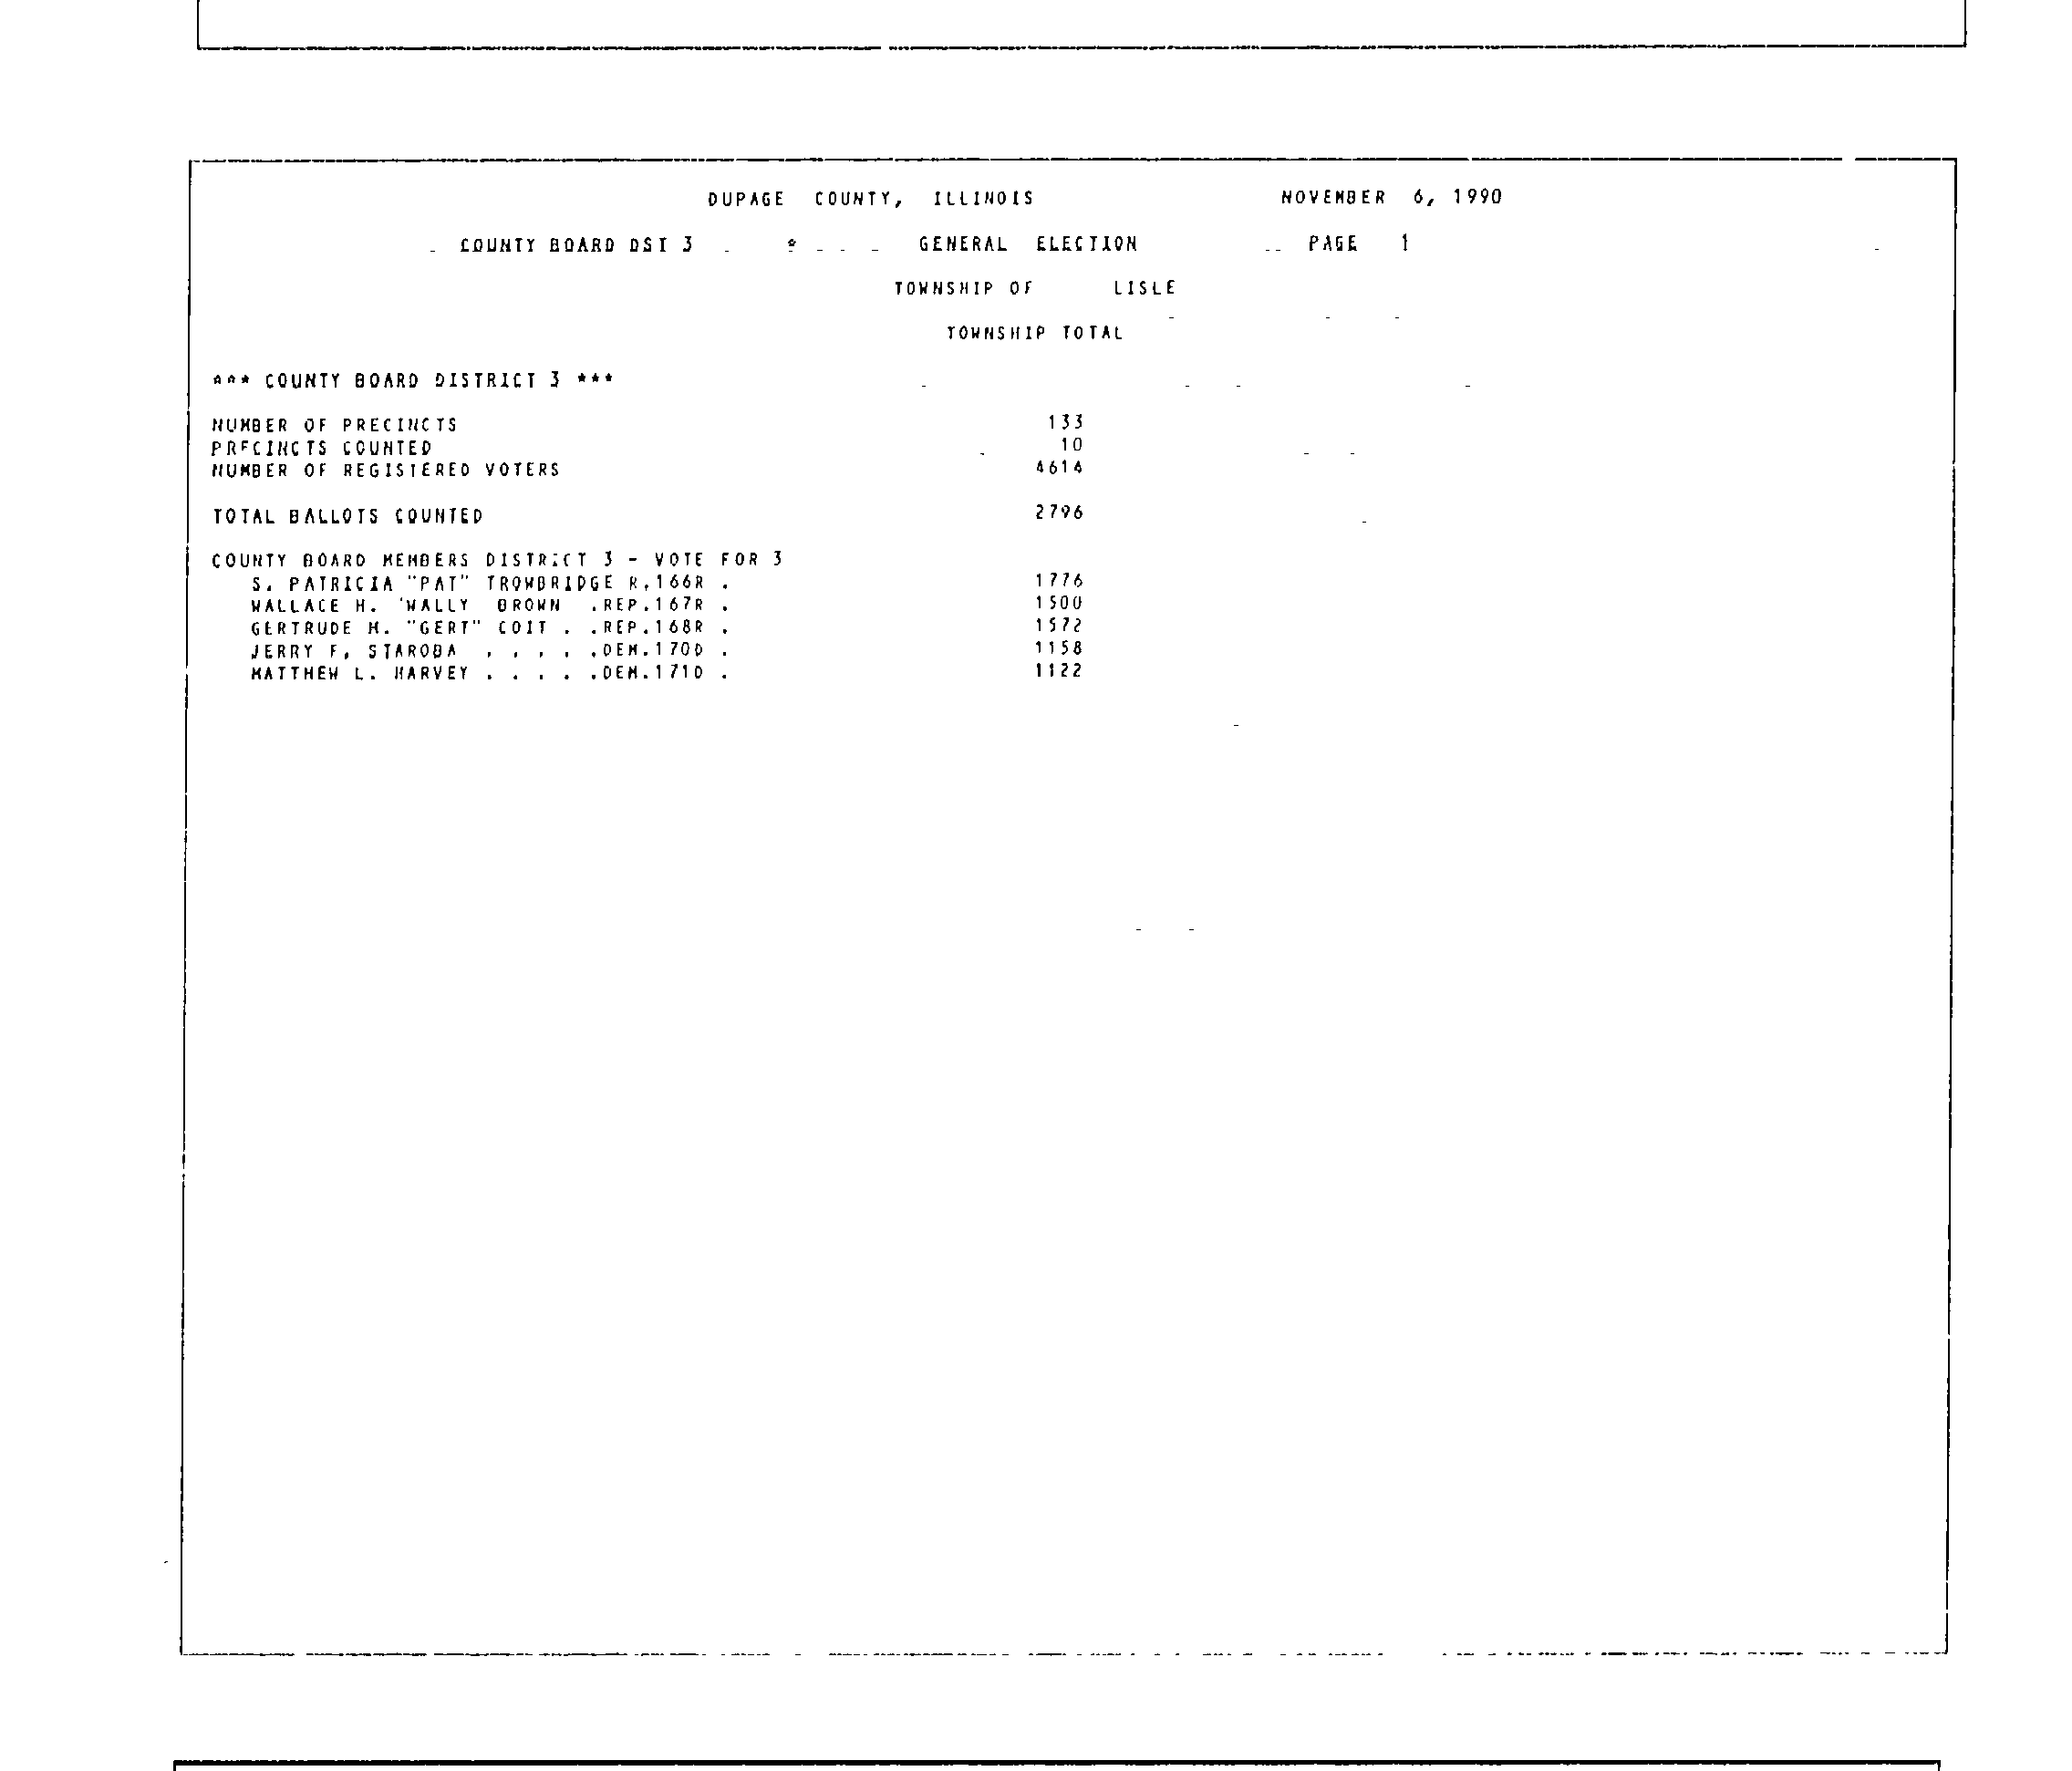 DUPAGE COUNTY, ILLINOIS NOVEMBER 6, 1990
COUNTY BOARD DST 3 * GENERAL ELECTION PAGE 1
TOWNSHIP OF LISLE
TOWNSHIP TOTAL
*** COUNTY BOARD DISTRICT 3 ***
NUMBER OF PRECINCTS 133
PRECINCTS COUNTED 10
NUMBER OF REGISTERED VOTERS 4614
TOTAL BALLOTS COUNTED 2796
COUNTY BOARD MEMBERS DISTRICT 3 - VOTE FOR 3
S. PATRICIA "PAT" TROWBRIDGE R.166R . 1776
WALLACE H. 'WALLY BROWN .REP.167R . 1500
GERTRUDE H. "GERT" COIT . .REP.168R . 1572
JERRY F. STAROBA . . . . .DEM.170D . 1158
MATTHEW L. HARVEY . . . . .DEM.171D . 1122